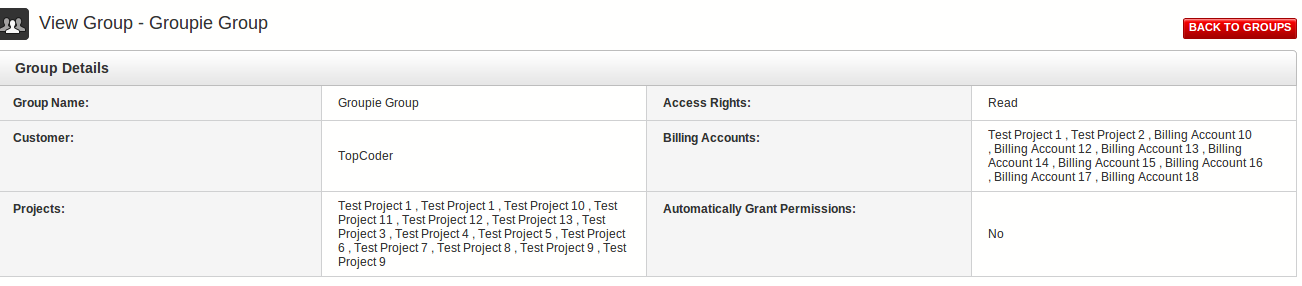 View Group - Groupie Group
BACK TO GROUPS
Group Details
Group Name:
Groupie Group
Access Rights:
Read
Customer:
TopCoder
Billing Accounts:
Test Project 1 , Test Project 2 , Billing Account 10
, Billing Account 12 , Billing Account 13 , Billing
Account 14 , Billing Account 15 , Billing Account 16
, Billing Account 17 , Billing Account 18
Projects:
Test Project 1 , Test Project 1 , Test Project 10 , Test
Project 11 , Test Project 12 , Test Project 13 , Test
Project 3 , Test Project 4 , Test Project 5 , Test Project
6 , Test Project 7 , Test Project 8 , Test Project 9 , Test
Project 9
Automatically Grant Permissions:
No